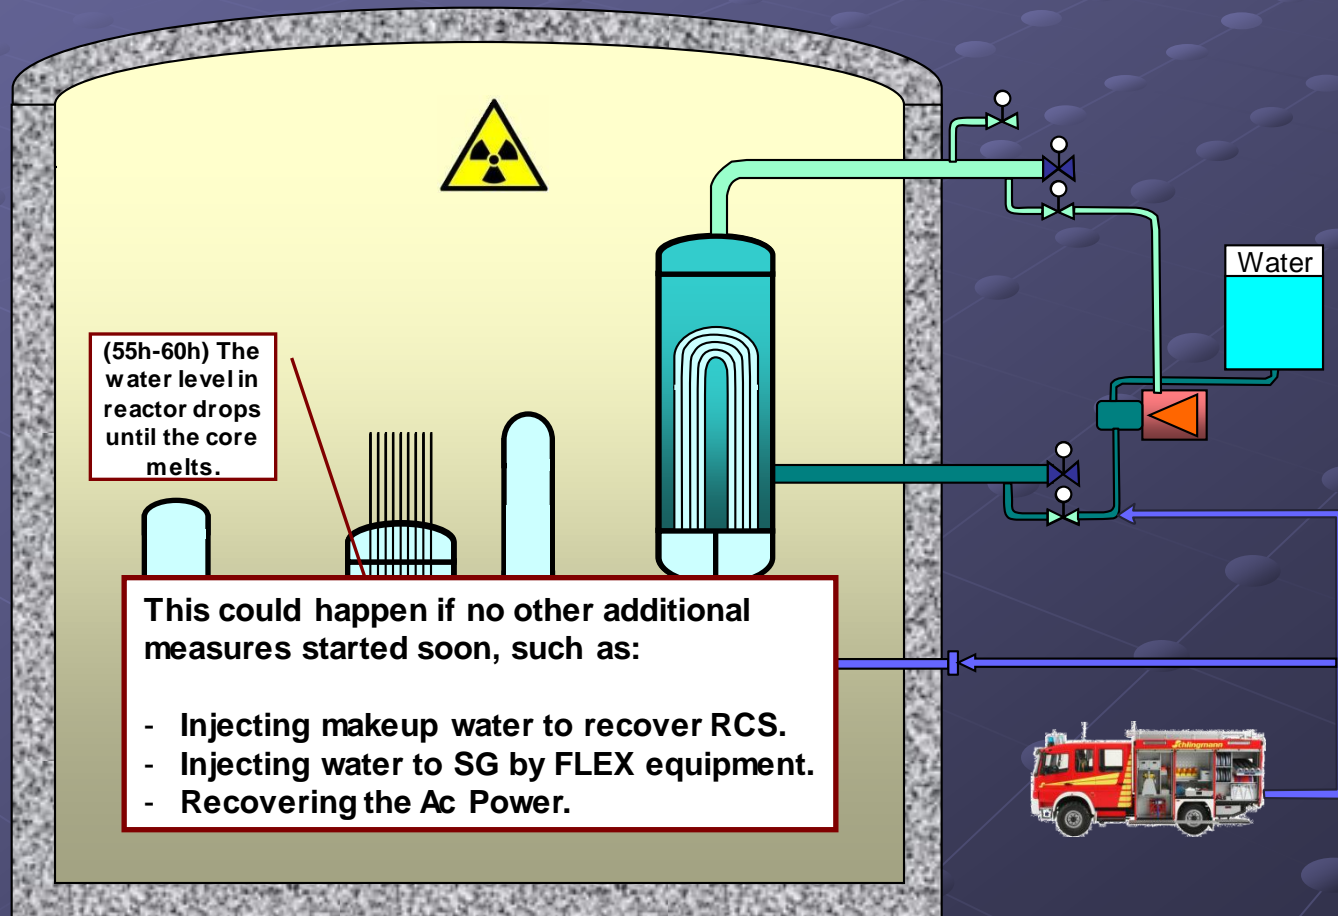 Water
(55h-60h) The
water level in
reactor drops
until the core
melts.
This could happen if no other additional
measures started soon, such as:
- Injecting makeup water to recover RCS.
- Injecting water to SG by FLEX equipment.
- Recovering the Ac Power.
Schlingmann